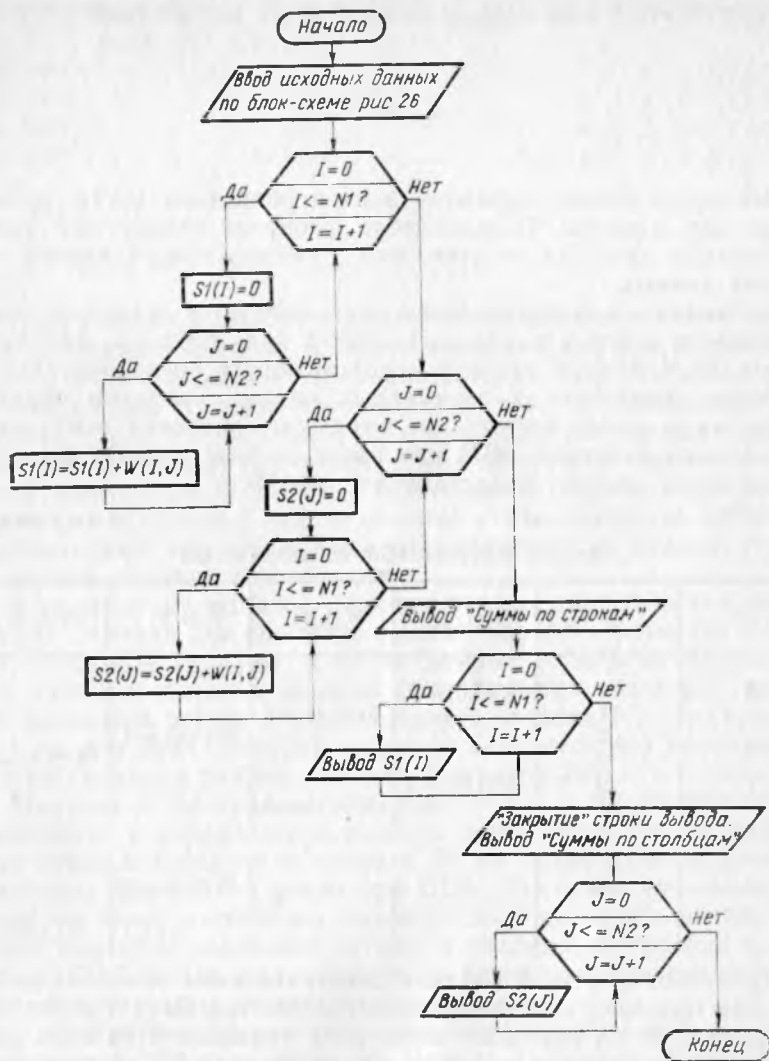 Начало
Ввод исходных данных
по блок-схеме рис 26
I=0
Да
I<=N1?
Нет
I=I+1
S1(I)=0
J=0
Да
J<=N2?
Нет
J=J+1
S1(I)=S1(I)+W(I,J)
J=0
Да
J<=N2?
Нет
J=J+1
S2(J)=0
I=0
Да
I<=N1?
Нет
I=I+1
S2(J)=S2(J)+W(I,J)
Вывод "Суммы по строкам"
I=0
Да
I<=N1?
Нет
I=I+1
Вывод S1(I)
"Закрытие" строки вывода.
Вывод "Суммы по столбцам"
J=0
Да
J<=N2?
Нет
J=J+1
Вывод S2(J)
Конец